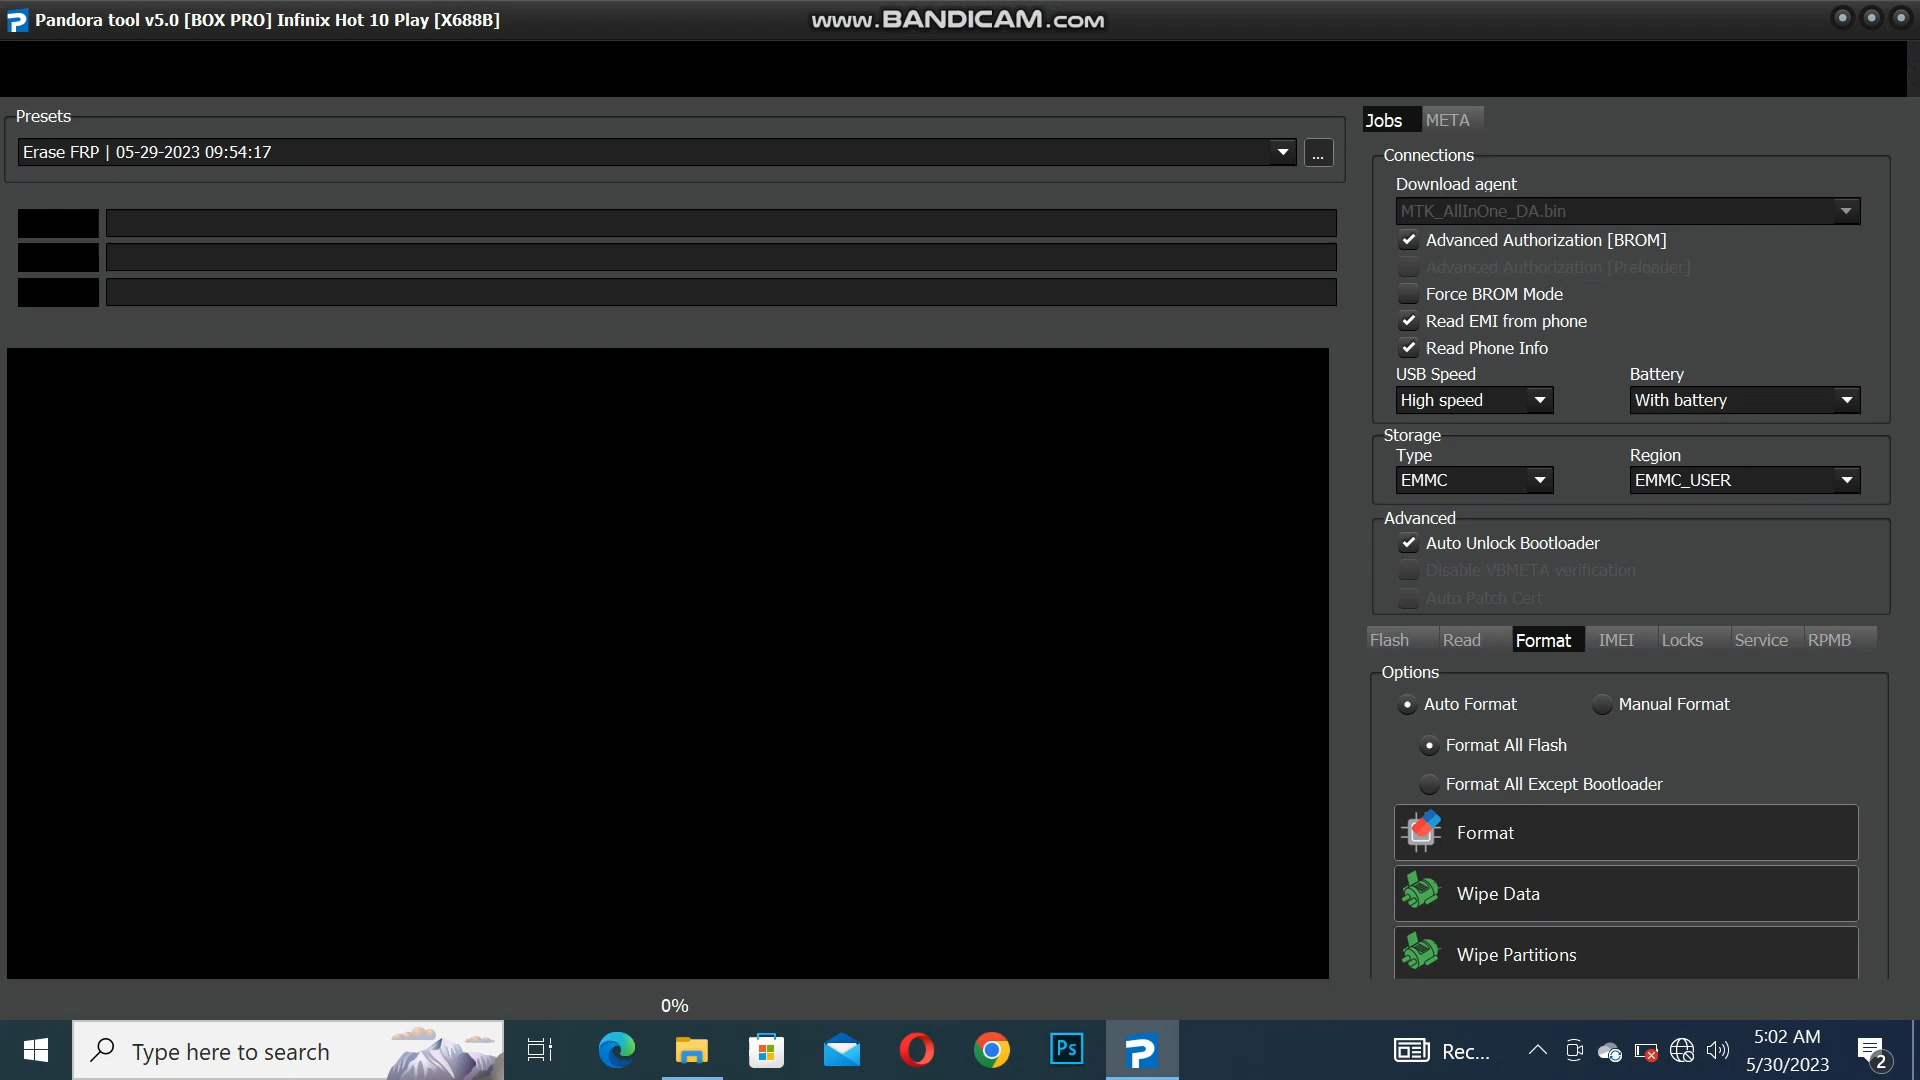 Pandora tool v5.0 [BOX PRO] Infinix Hot 10 Play [X688B]
www.BANDICAM.com
Presets
Erase FRP | 05-29-2023 09:54:17
...
Jobs META
Connections
Download agent
MTK_AllInOne_DA.bin
Advanced Authorization [BROM]
Advanced Authorization [Preloader]
Force BROM Mode
Read EMI from phone
Read Phone Info
USB Speed Battery
High speed With battery
Storage
Type Region
EMMC EMMC_USER
Advanced
Auto Unlock Bootloader
Disable VBMETA verification
Auto Patch Cert
Flash Read Format IMEI Locks Service RPMB
Options
Auto Format Manual Format
Format All Flash
Format All Except Bootloader
Format
Wipe Data
Wipe Partitions
0%
Type here to search
Ps
Rec...
5:02 AM
5/30/2023
2